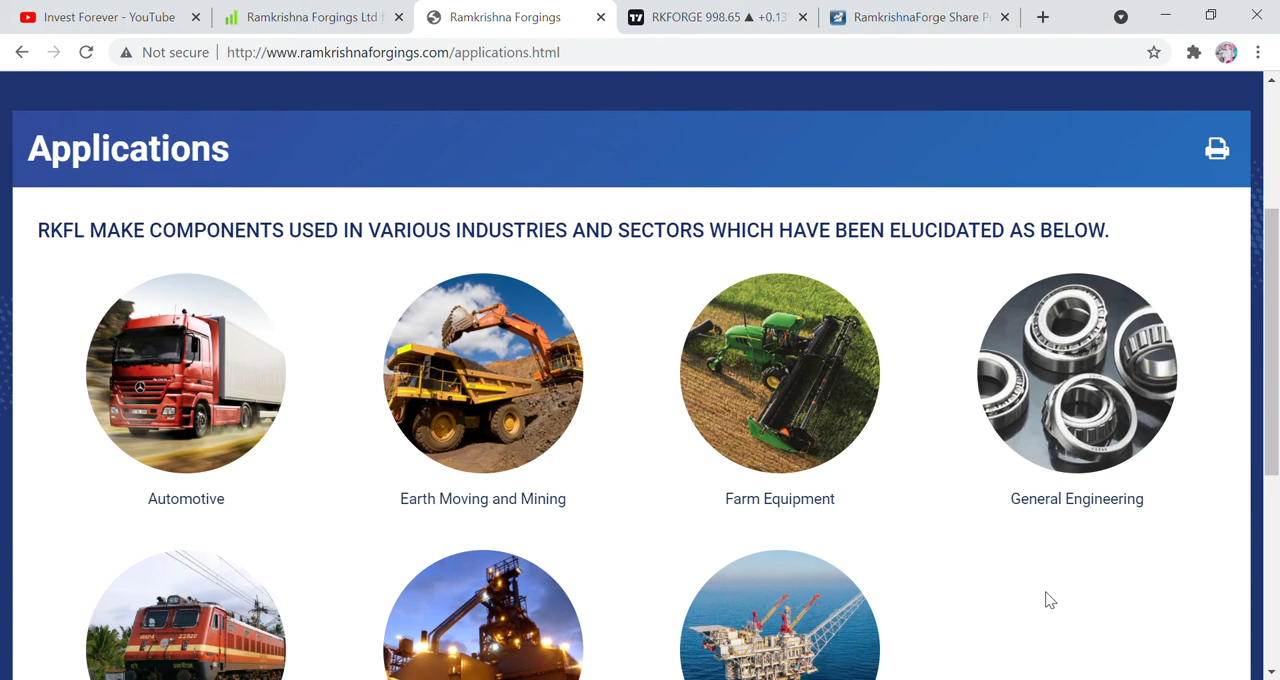 Invest Forever - YouTube
Ramkrishna Forgings Ltd f
Ramkrishna Forgings
RKFORGE 998.65 ▲ +0.13
RamkrishnaForge Share P
Not secure
http://www.ramkrishnaforgings.com/applications.html
Applications
RKFL MAKE COMPONENTS USED IN VARIOUS INDUSTRIES AND SECTORS WHICH HAVE BEEN ELUCIDATED AS BELOW.
Automotive
Earth Moving and Mining
Farm Equipment
General Engineering